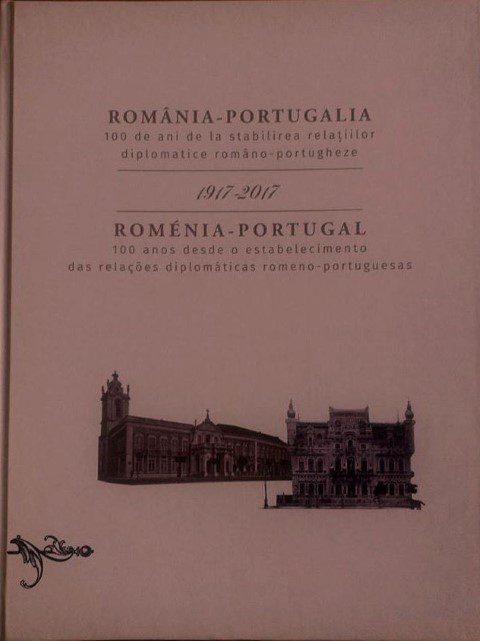 ROMÂNIA-PORTUGALIA
100 de ani de la stabilirea relațiilor
diplomatice româno-portugheze
1917-2017
ROMÉNIA-PORTUGAL
100 anos desde o estabelecimento
das relações diplomáticas romeno-portuguesas